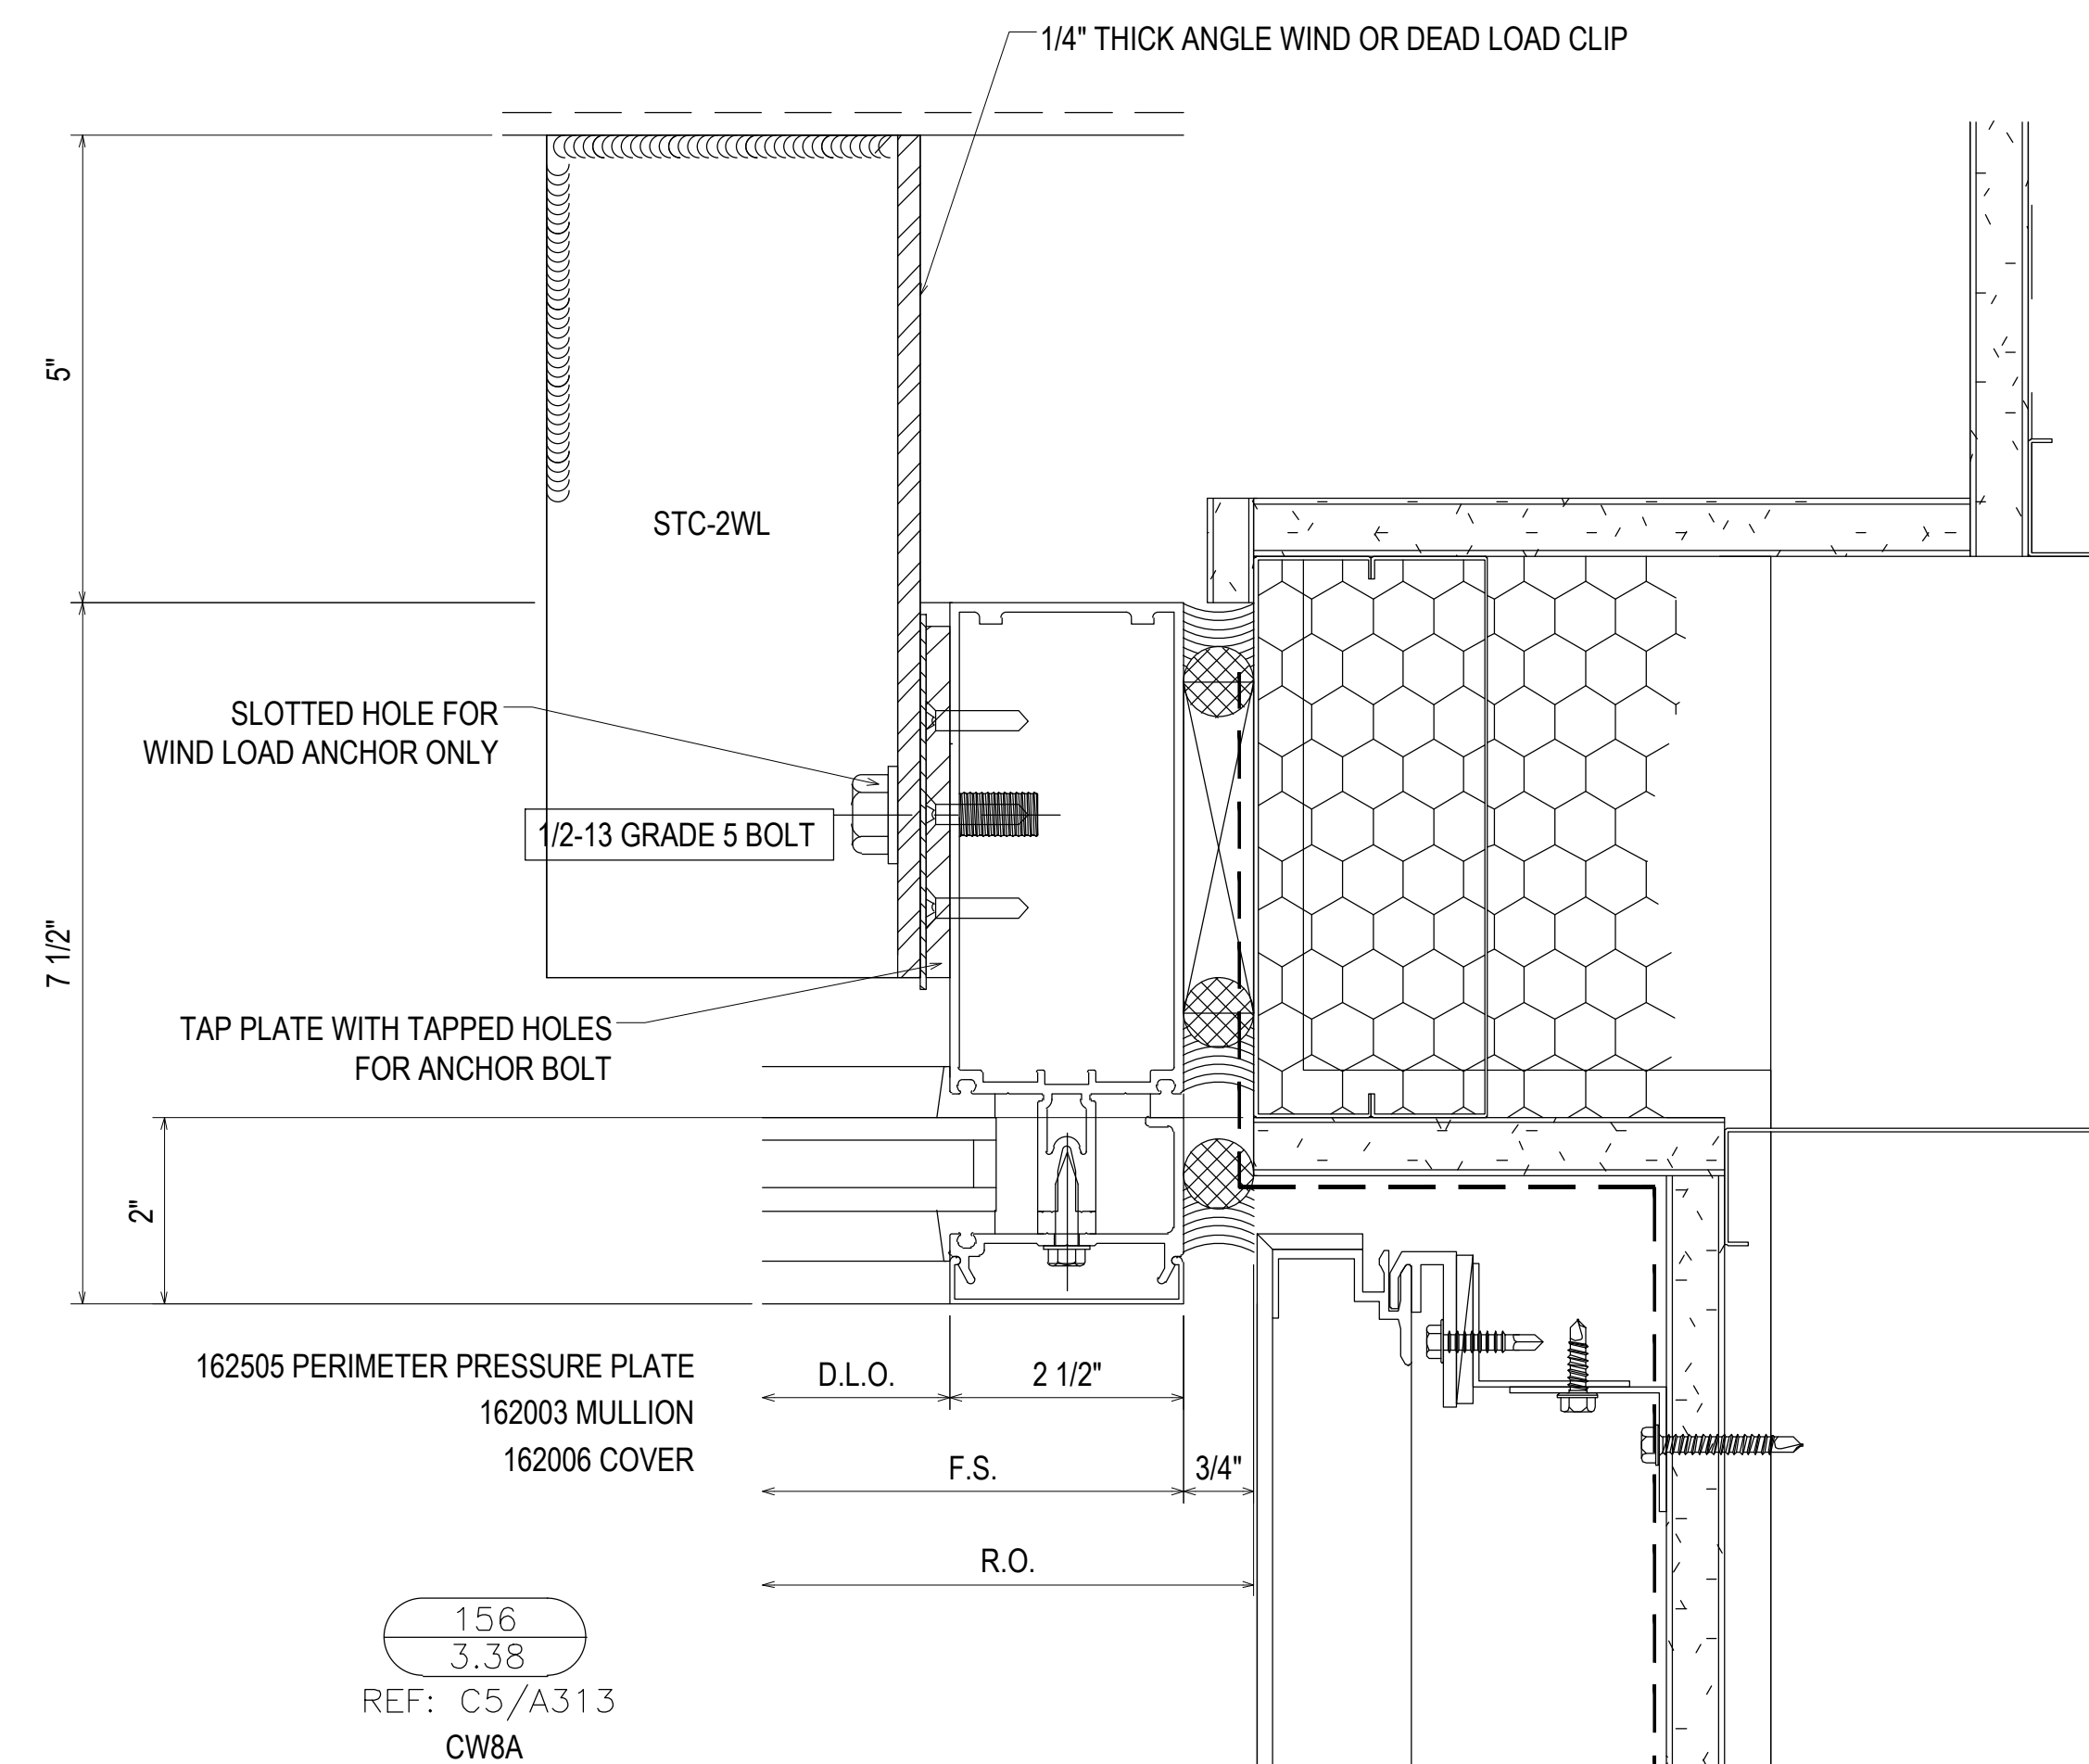 1/4" THICK ANGLE WIND OR DEAD LOAD CLIP
5"
STC-2WL
SLOTTED HOLE FOR
WIND LOAD ANCHOR ONLY
1/2-13 GRADE 5 BOLT
7 1/2"
TAP PLATE WITH TAPPED HOLES
FOR ANCHOR BOLT
2"
162505 PERIMETER PRESSURE PLATE
162003 MULLION
162006 COVER
D.L.O.
2 1/2"
F.S.
3/4"
R.O.
156
3.38
REF: C5/A313
CW8A